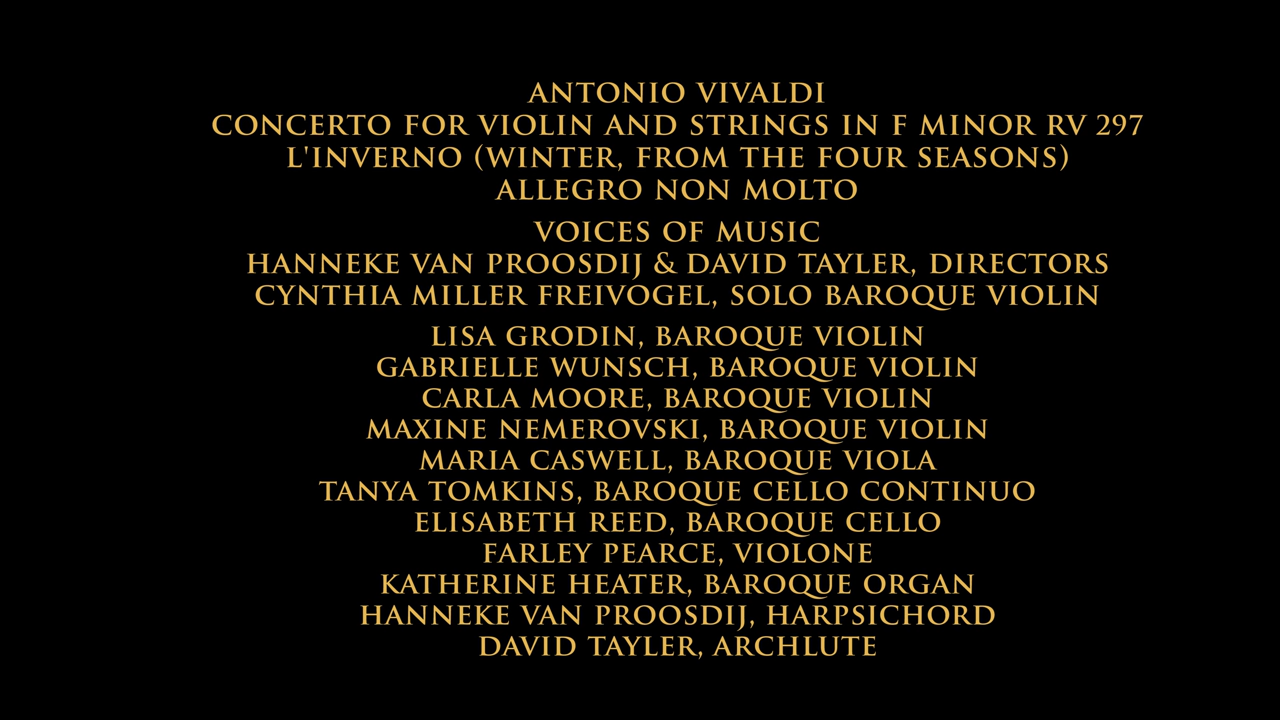 ANTONIO VIVALDI
CONCERTO FOR VIOLIN AND STRINGS IN F MINOR RV 297
L'INVERNO (WINTER, FROM THE FOUR SEASONS)
ALLEGRO NON MOLTO
VOICES OF MUSIC
HANNEKE VAN PROOSDIJ & DAVID TAYLER, DIRECTORS
CYNTHIA MILLER FREIVOGEL, SOLO BAROQUE VIOLIN
LISA GRODIN, BAROQUE VIOLIN
GABRIELLE WUNSCH, BAROQUE VIOLIN
CARLA MOORE, BAROQUE VIOLIN
MAXINE NEMEROVSKI, BAROQUE VIOLIN
MARIA CASWELL, BAROQUE VIOLA
TANYA TOMKINS, BAROQUE CELLO CONTINUO
ELISABETH REED, BAROQUE CELLO
FARLEY PEARCE, VIOLONE
KATHERINE HEATER, BAROQUE ORGAN
HANNEKE VAN PROOSDIJ, HARPSICHORD
DAVID TAYLER, ARCHLUTE